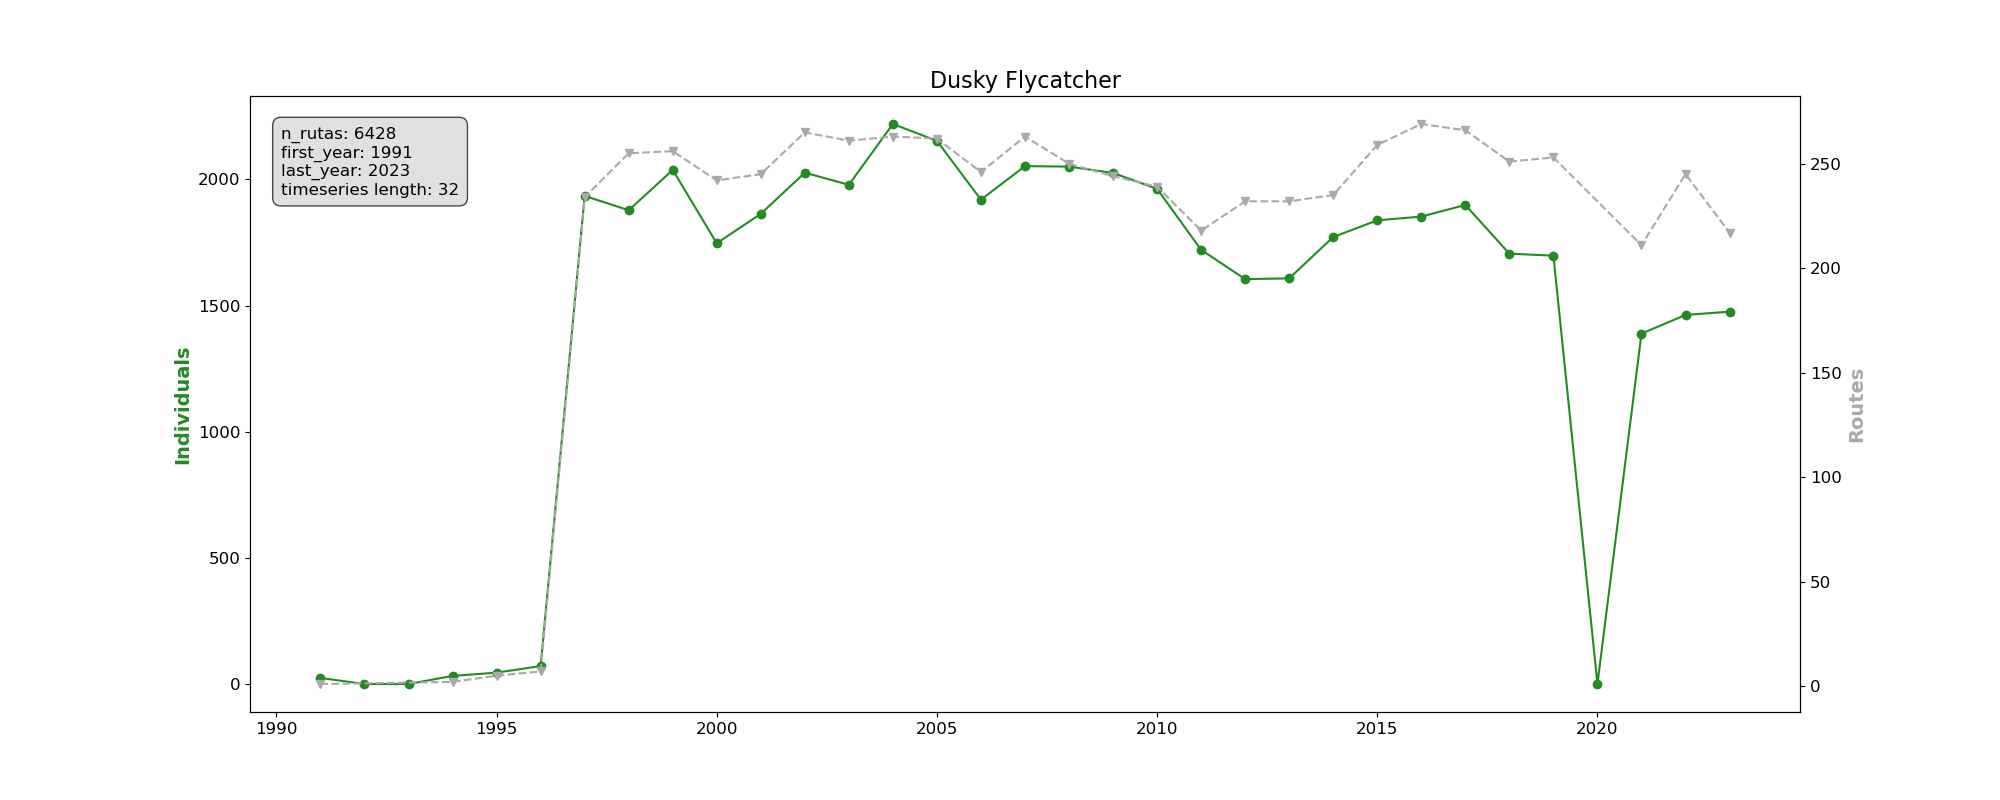 Dusky Flycatcher
n_rutas: 6428
first_year: 1991
last_year: 2023
timeseries length: 32
Individuals
2000
1500
1000
500
0
Routes
250
200
150
100
50
0
1990 1995 2000 2005 2010 2015 2020